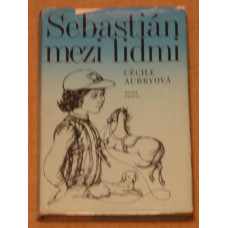 Sebastián
mezi lidmi
CÉCILE
AUBRYOVÁ